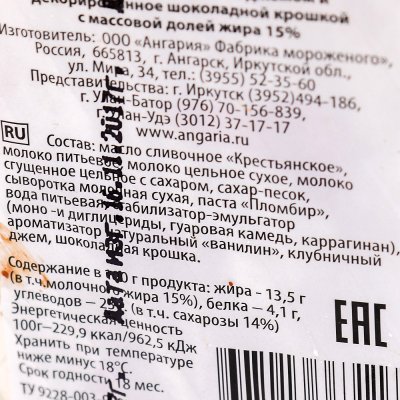 декорированное шоколадной крошкой
с массовой долей жира 15%
Изготовитель: ООО «Ангария» Фабрика мороженого»,
Россия, 665813, г. Ангарск, Иркутской обл.,
ул. Мира, 34, тел.: (3955) 52-35-60
Представительства: г. Иркутск (3952)494-186,
г. Улан-Батор (976) 70-156-839,
г. Улан-Удэ (3012) 37-17-17
www.angaria.ru
RU Состав: масло сливочное «Крестьянское»,
молоко питьевое, молоко цельное сухое, молоко
сгущенное цельное с сахаром, сахар-песок,
сыворотка молочная сухая, паста «Пломбир»,
вода питьевая, стабилизатор-эмульгатор
(моно -и диглицериды, гуаровая камедь, каррагинан),
ароматизатор натуральный «ванилин», клубничный
джем, шоколадная крошка.
Содержание в 100 г продукта: жира - 13,5 г
(в т.ч.молочного жира 15%), белка – 4,1 г,
углеводов – г, (в т.ч. сахарозы 14%)
Энергетическая ценность
100г–229,9 ккал/962,5 кДж
Хранить при температуре
ниже минус 18°С.
Срок годности 18 мес.
ТУ 9228-003-
EAC
Дата изг. 16.11.2017г.